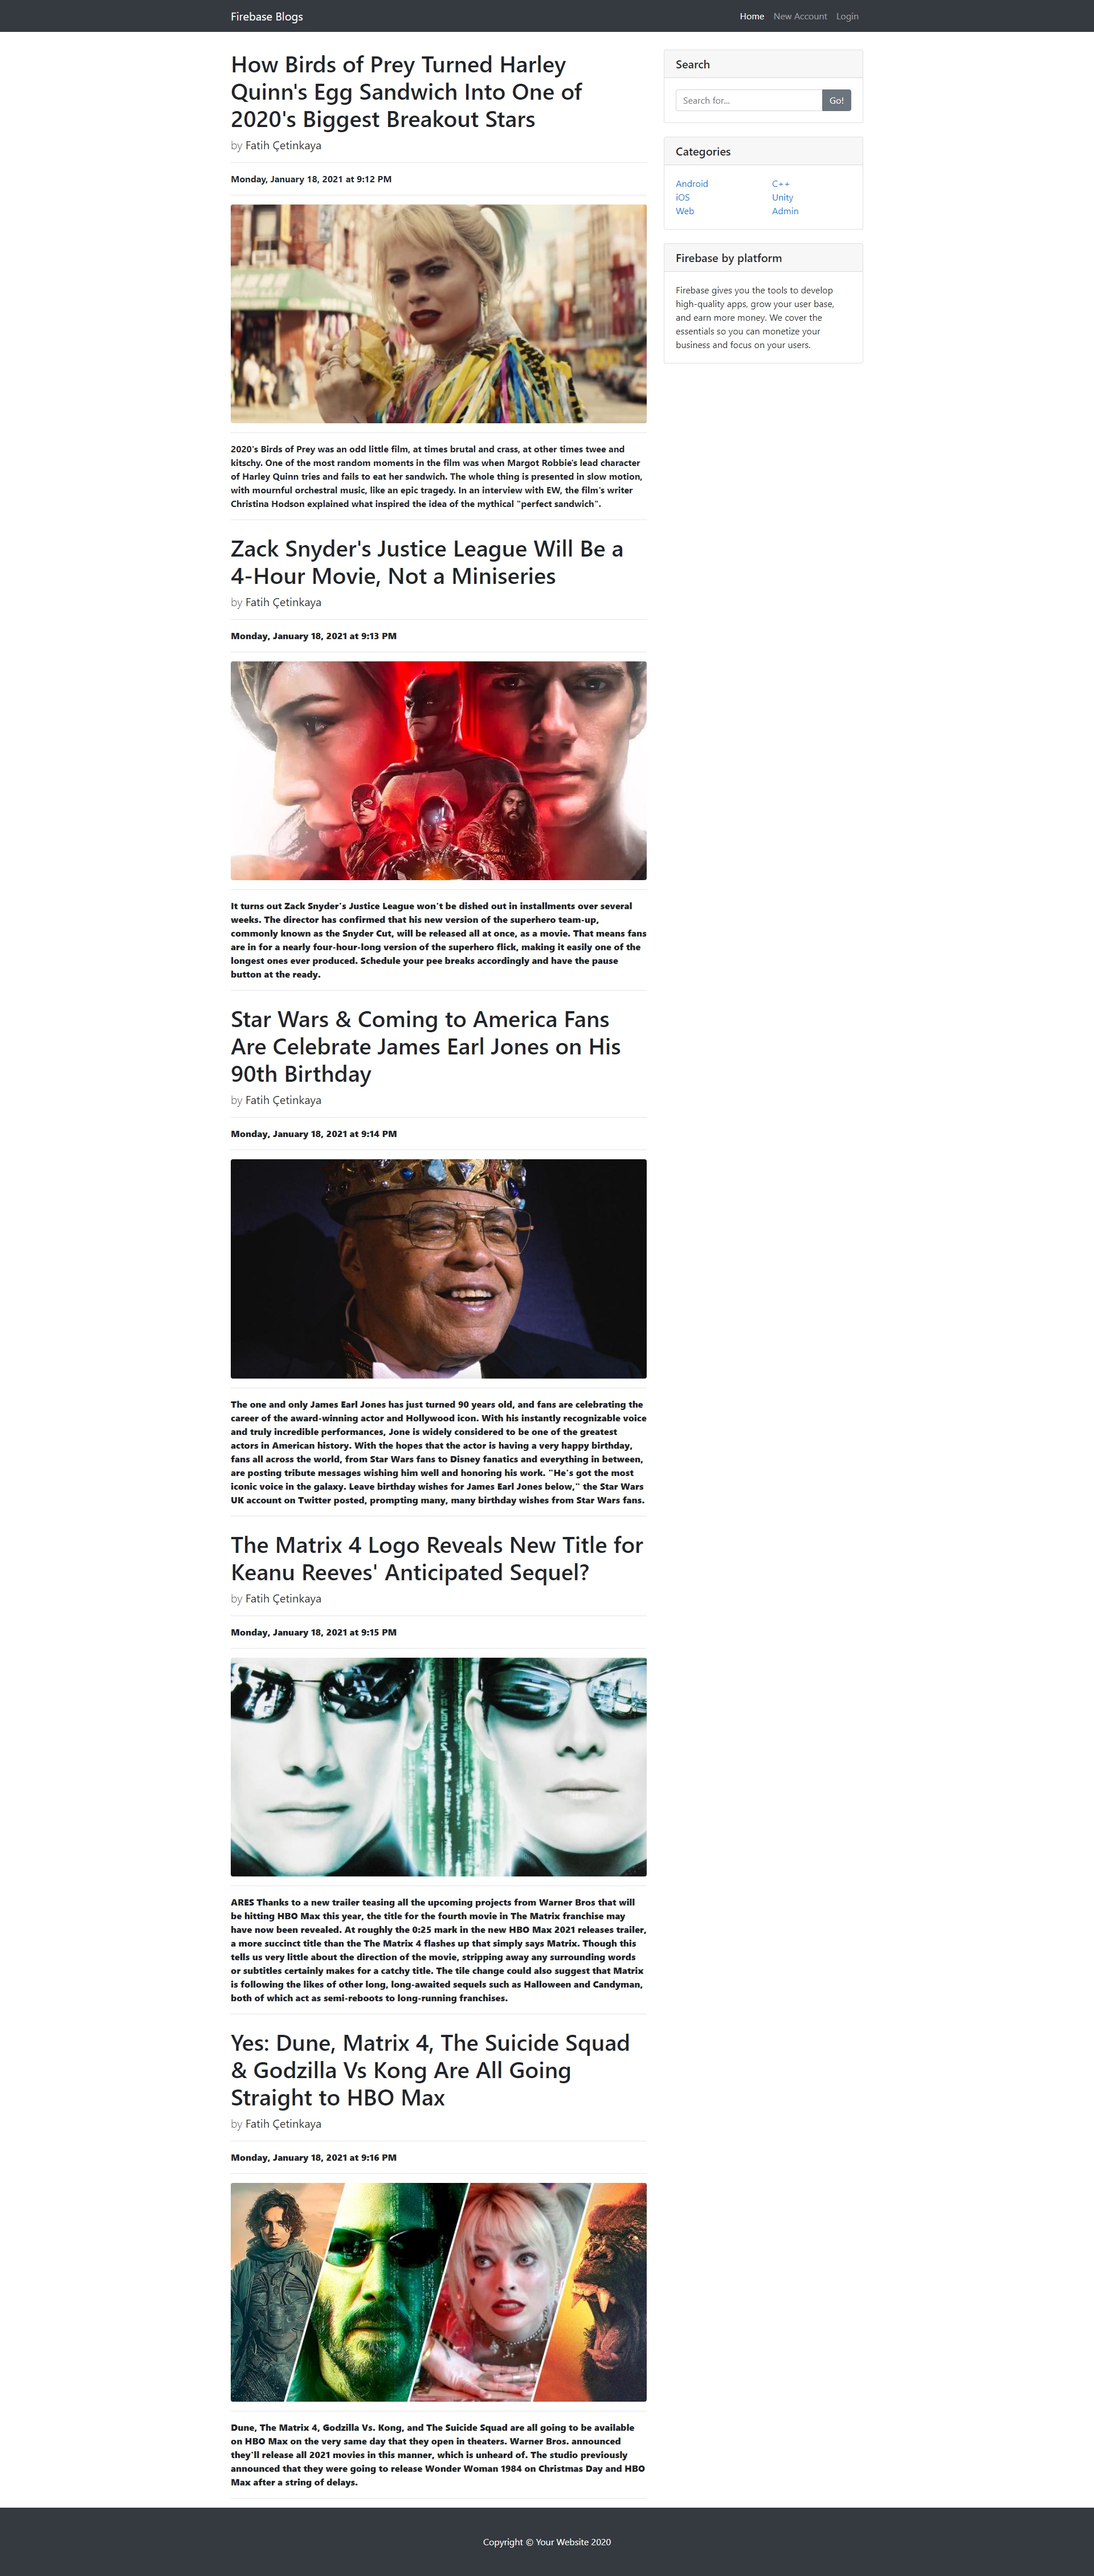 Firebase Blogs
Home New Account Login
How Birds of Prey Turned Harley
Quinn's Egg Sandwich Into One of
2020's Biggest Breakout Stars
by Fatih Çetinkaya
Monday, January 18, 2021 at 9:12 PM
2020's Birds of Prey was an odd little film, at times brutal and crass, at other times twee and
kitschy. One of the most random moments in the film was when Margot Robbie's lead character
of Harley Quinn tries and fails to eat her sandwich. The whole thing is presented in slow motion,
with mournful orchestral music, like an epic tragedy. In an interview with EW, the film's writer
Christina Hodson explained what inspired the idea of the mythical "perfect sandwich".
Zack Snyder's Justice League Will Be a
4-Hour Movie, Not a Miniseries
by Fatih Çetinkaya
Monday, January 18, 2021 at 9:13 PM
It turns out Zack Snyder's Justice League won't be dished out in installments over several
weeks. The director has confirmed that his new version of the superhero team-up,
commonly known as the Snyder Cut, will be released all at once, as a movie. That means fans
are in for a nearly four-hour-long version of the superhero flick, making it easily one of the
longest ones ever produced. Schedule your pee breaks accordingly and have the pause
button at the ready.
Star Wars & Coming to America Fans
Are Celebrate James Earl Jones on His
90th Birthday
by Fatih Çetinkaya
Monday, January 18, 2021 at 9:14 PM
The one and only James Earl Jones has just turned 90 years old, and fans are celebrating the
career of the award-winning actor and Hollywood icon. With his instantly recognizable voice
and truly incredible performances, Jone is widely considered to be one of the greatest
actors in American history. With the hopes that the actor is having a very happy birthday,
fans all across the world, from Star Wars fans to Disney fanatics and everything in between,
are posting tribute messages wishing him well and honoring his work. "He's got the most
iconic voice in the galaxy. Leave birthday wishes for James Earl Jones below," the Star Wars
UK account on Twitter posted, prompting many, many birthday wishes from Star Wars fans.
The Matrix 4 Logo Reveals New Title for
Keanu Reeves' Anticipated Sequel?
by Fatih Çetinkaya
Monday, January 18, 2021 at 9:15 PM
ARES Thanks to a new trailer teasing all the upcoming projects from Warner Bros that will
be hitting HBO Max this year, the title for the fourth movie in The Matrix franchise may
have now been revealed. At roughly the 0:25 mark in the new HBO Max 2021 releases trailer,
a more succinct title than the The Matrix 4 flashes up that simply says Matrix. Though this
tells us very little about the direction of the movie, stripping away any surrounding words
or subtitles certainly makes for a catchy title. The tile change could also suggest that Matrix
is following the likes of other long, long-awaited sequels such as Halloween and Candyman,
both of which act as semi-reboots to long-running franchises.
Yes: Dune, Matrix 4, The Suicide Squad
& Godzilla Vs Kong Are All Going
Straight to HBO Max
by Fatih Çetinkaya
Monday, January 18, 2021 at 9:16 PM
Dune, The Matrix 4, Godzilla Vs. Kong, and The Suicide Squad are all going to be available
on HBO Max on the very same day that they open in theaters. Warner Bros. announced
they'll release all 2021 movies in this manner, which is unheard of. The studio previously
announced that they were going to release Wonder Woman 1984 on Christmas Day and HBO
Max after a string of delays.
Search
Search for... Go!
Categories
Android C++
iOS Unity
Web Admin
Firebase by platform
Firebase gives you the tools to develop
high-quality apps, grow your user base,
and earn more money. We cover the
essentials so you can monetize your
business and focus on your users.
Copyright © Your Website 2020